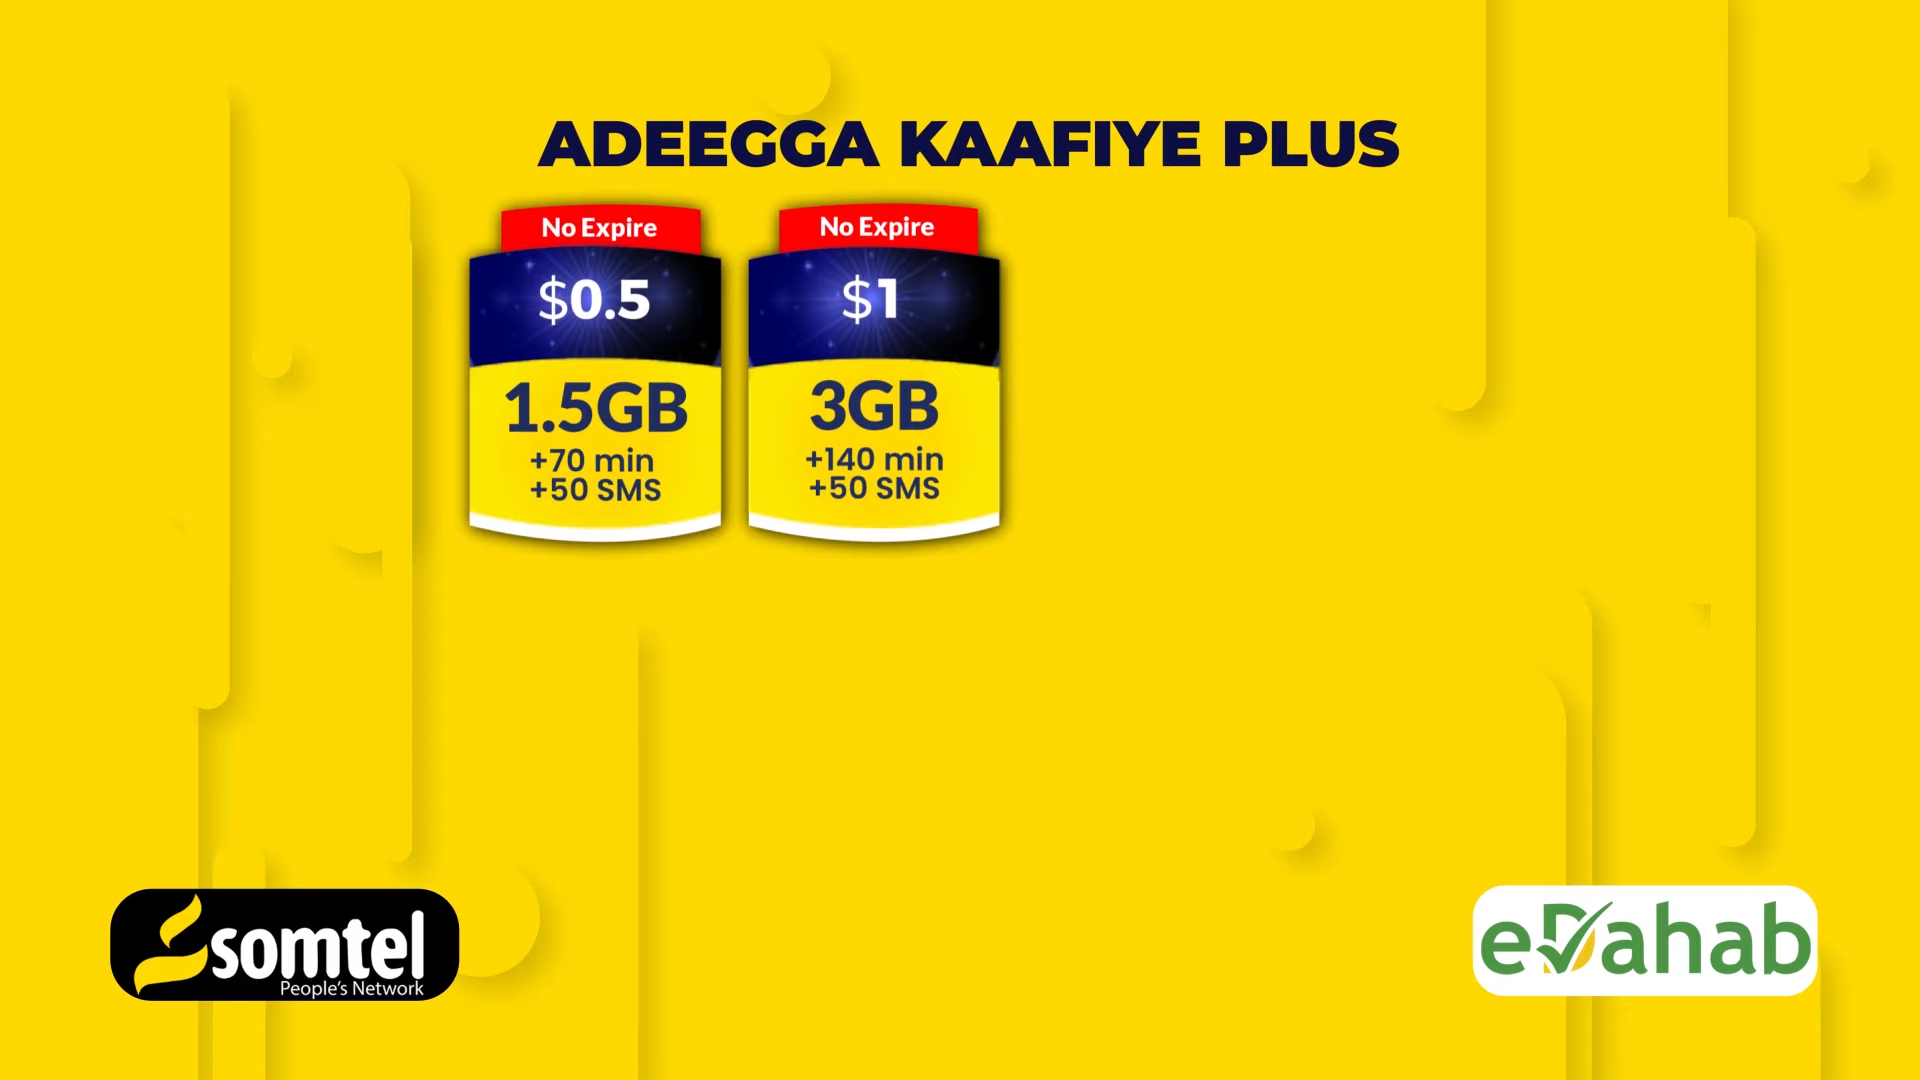 ADEEGGA KAAFIYE PLUS
No Expire
$0.5
1.5GB
+70 min
+50 SMS
No Expire
$1
3GB
+140 min
+50 SMS
somtel
People's Network
eDahab